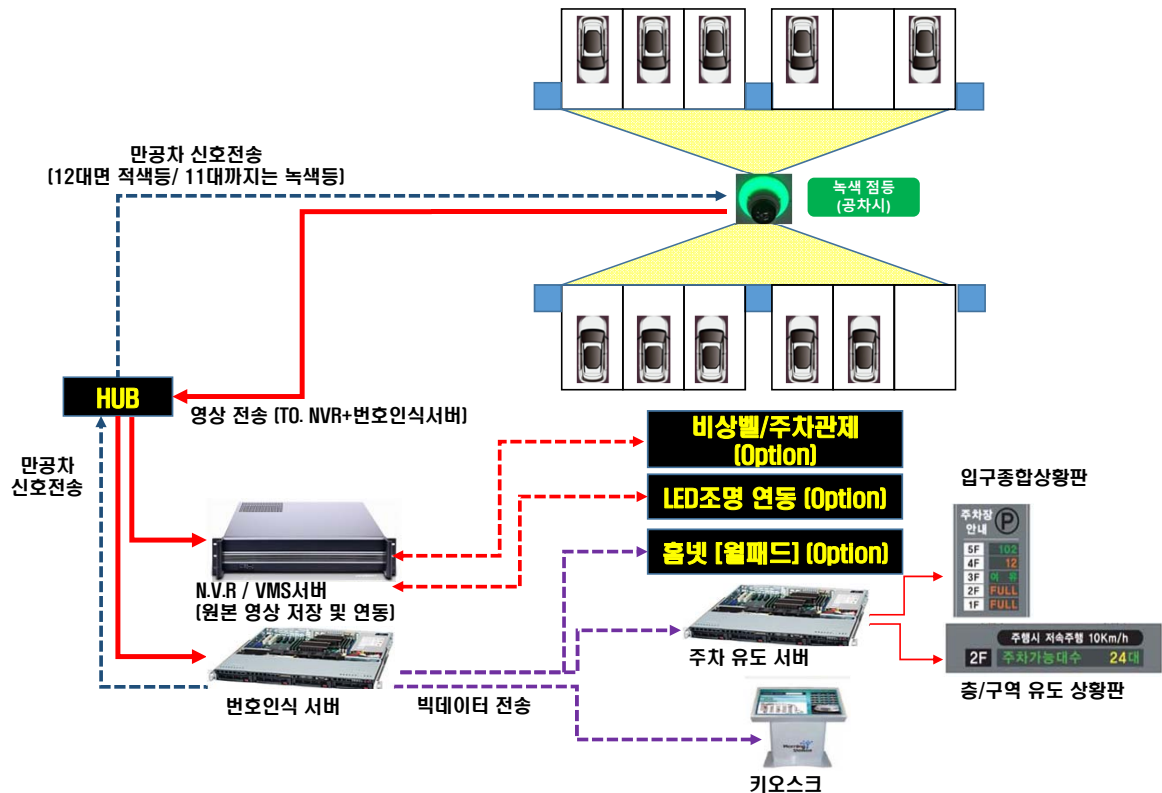 만공차 신호전송
(12대면 적색등/ 11대까지는 녹색등)
녹색 점등
(공차시)
HUB
영상 전송 (TO. NVR+번호인식서버)
만공차
신호전송
비상벨/주차관제
(Option)
LED조명 연동 (Option)
홈넷 [월패드] (Option)
입구종합상황판
주차장
안내
P
5F 102
4F 12
3F 여 유
2F FULL
1F FULL
N.V.R / VMS서버
(원본 영상 저장 및 연동)
주행시 저속주행 10Km/h
2F 주차가능대수 24대
주차 유도 서버
층/구역 유도 상황판
번호인식 서버
빅데이터 전송
키오스크